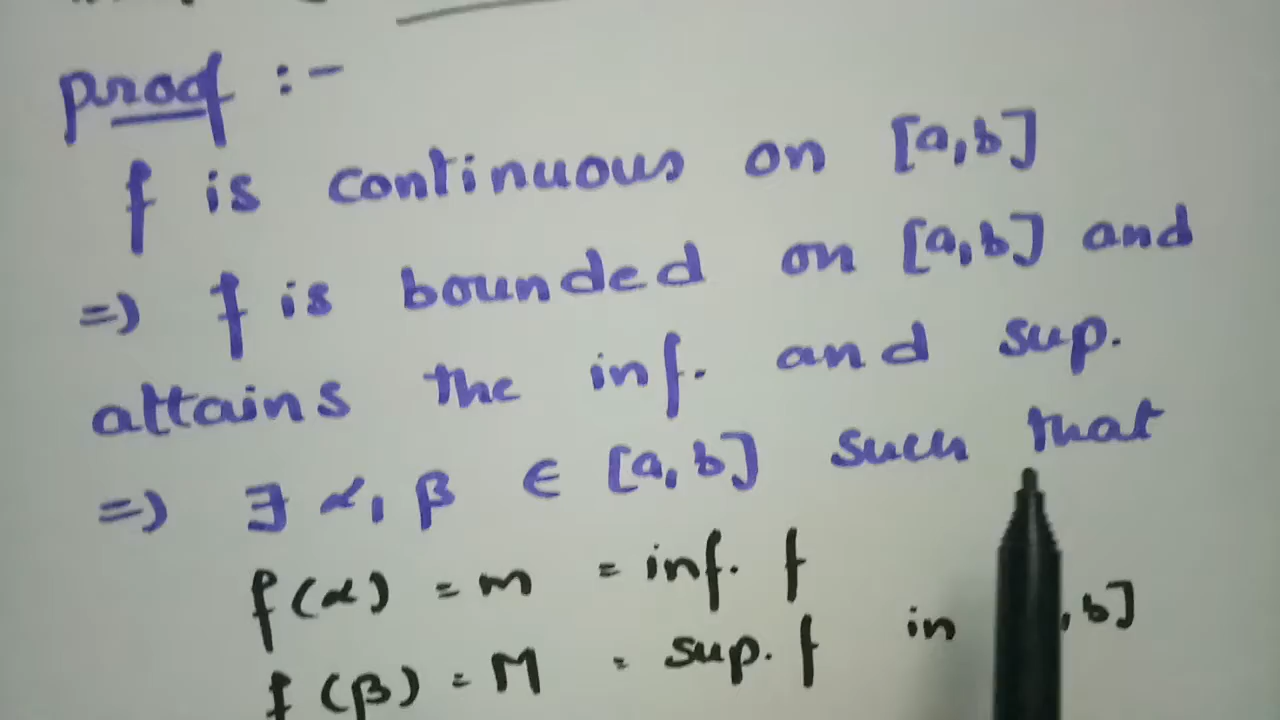 proof :-
f is continuous on [a,b]
=) f is bounded on [a,b] and
attains the inf. and sup.
=) ∃ α, β ∈ [a,b] such that
f(α) = m = inf. f
f(β) = M = sup. f in ,b]